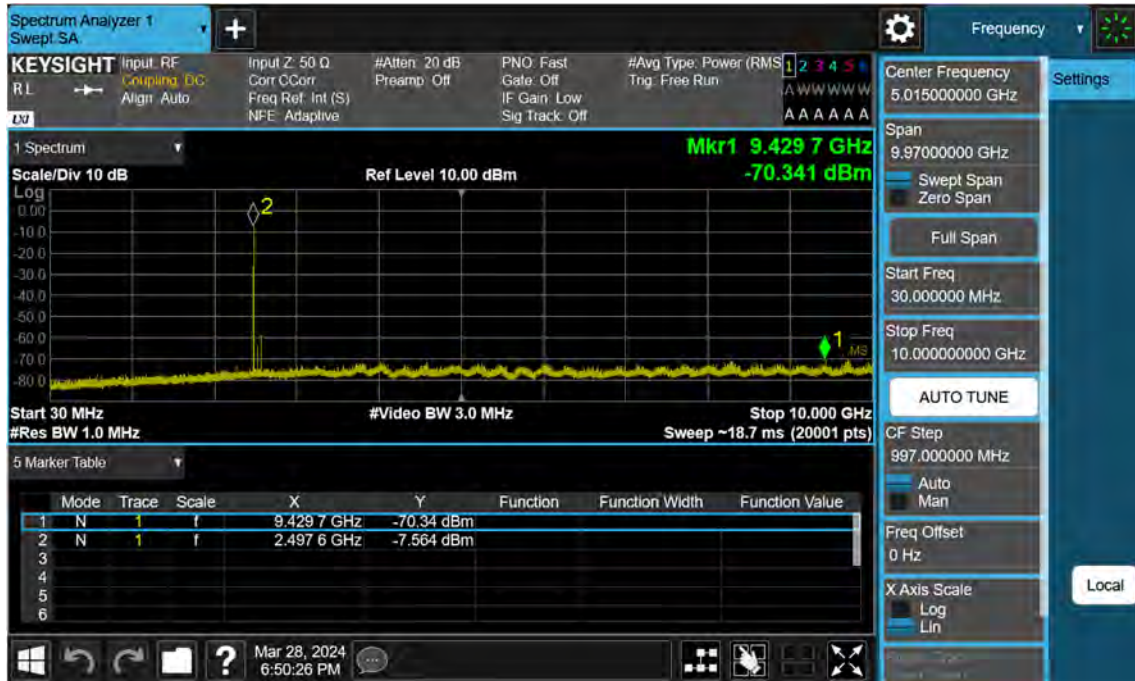 Spectrum Analyzer 1
Swept SA
+
Frequency
KEYSIGHT
R L
LXI
Input: RF
Coupling: DC
Align: Auto
Input Z: 50 Ω
Corr CCorr
Freq Ref: Int (S)
NFE: Adaptive
#Atten: 20 dB
Preamp: Off
PNO: Fast
Gate: Off
IF Gain: Low
Sig Track: Off
#Avg Type: Power (RMS
Trig: Free Run
1 2 3 4 5 6
A W W W W W
A A A A A A
1 Spectrum
Scale/Div 10 dB
Ref Level 10.00 dBm
Mkr1 9.429 7 GHz
-70.341 dBm
Log
0.00
-10.0
-20.0
-30.0
-40.0
-50.0
-60.0
-70.0
-80.0
2
1
MS
Start 30 MHz
#Video BW 3.0 MHz
Stop 10.000 GHz
#Res BW 1.0 MHz
Sweep ~18.7 ms (20001 pts)
5 Marker Table
Mode Trace Scale X Y Function Function Width Function Value
1 N 1 f 9.429 7 GHz -70.34 dBm
2 N 1 f 2.497 6 GHz -7.564 dBm
3
4
5
6
Mar 28, 2024
6:50:26 PM
?
Center Frequency
5.015000000 GHz
Span
9.97000000 GHz
Swept Span
Zero Span
Full Span
Start Freq
30.000000 MHz
Stop Freq
10.000000000 GHz
AUTO TUNE
CF Step
997.000000 MHz
Auto
Man
Freq Offset
0 Hz
X Axis Scale
Log
Lin
Settings
Local